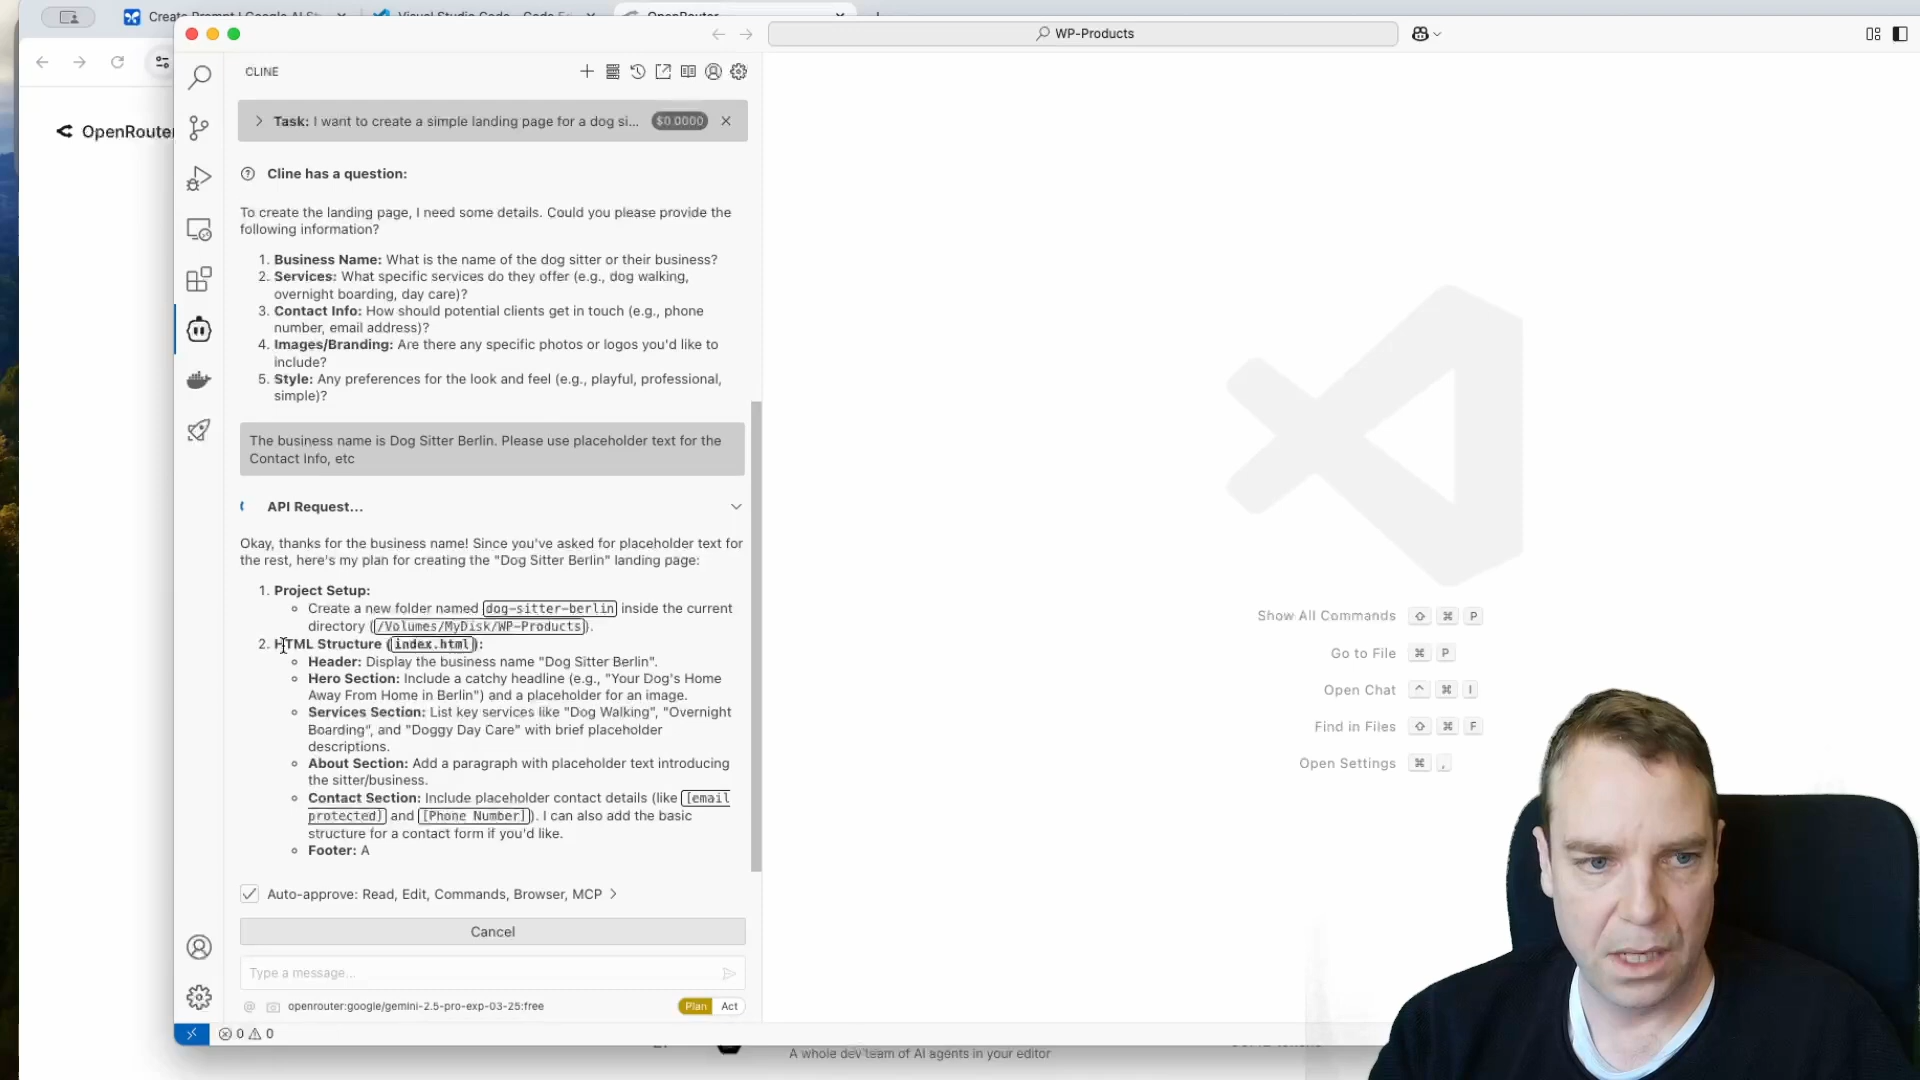 Create Prompt | Google AI St
Visual Studio Code - Code E
OpenRouter
WP-Products
CLINE
OpenRouter
Task: I want to create a simple landing page for a dog si... $0.0000
Cline has a question:
To create the landing page, I need some details. Could you please provide the
following information?
1. Business Name: What is the name of the dog sitter or their business?
2. Services: What specific services do they offer (e.g., dog walking,
overnight boarding, day care)?
3. Contact Info: How should potential clients get in touch (e.g., phone
number, email address)?
4. Images/Branding: Are there any specific photos or logos you'd like to
include?
5. Style: Any preferences for the look and feel (e.g., playful, professional,
simple)?
The business name is Dog Sitter Berlin. Please use placeholder text for the
Contact Info, etc
API Request...
Okay, thanks for the business name! Since you've asked for placeholder text for
the rest, here's my plan for creating the "Dog Sitter Berlin" landing page:
1. Project Setup:
Create a new folder named dog-sitter-berlin inside the current
directory (/Volumes/MyDisk/WP-Products).
2. HTML Structure (index.html):
Header: Display the business name "Dog Sitter Berlin".
Hero Section: Include a catchy headline (e.g., "Your Dog's Home
Away From Home in Berlin") and a placeholder for an image.
Services Section: List key services like "Dog Walking", "Overnight
Boarding", and "Doggy Day Care" with brief placeholder
descriptions.
About Section: Add a paragraph with placeholder text introducing
the sitter/business.
Contact Section: Include placeholder contact details (like [email
protected] and [Phone Number]). I can also add the basic
structure for a contact form if you'd like.
Footer: A
Auto-approve: Read, Edit, Commands, Browser, MCP
Cancel
Type a message...
@ openrouter:google/gemini-2.5-pro-exp-03-25:free
Plan Act
0 0
Show All Commands ⇧ ⌘ P
Go to File ⌘ P
Open Chat ^ ⌘ I
Find in Files ⇧ ⌘ F
Open Settings ⌘ ,
A whole dev team of AI agents in your editor